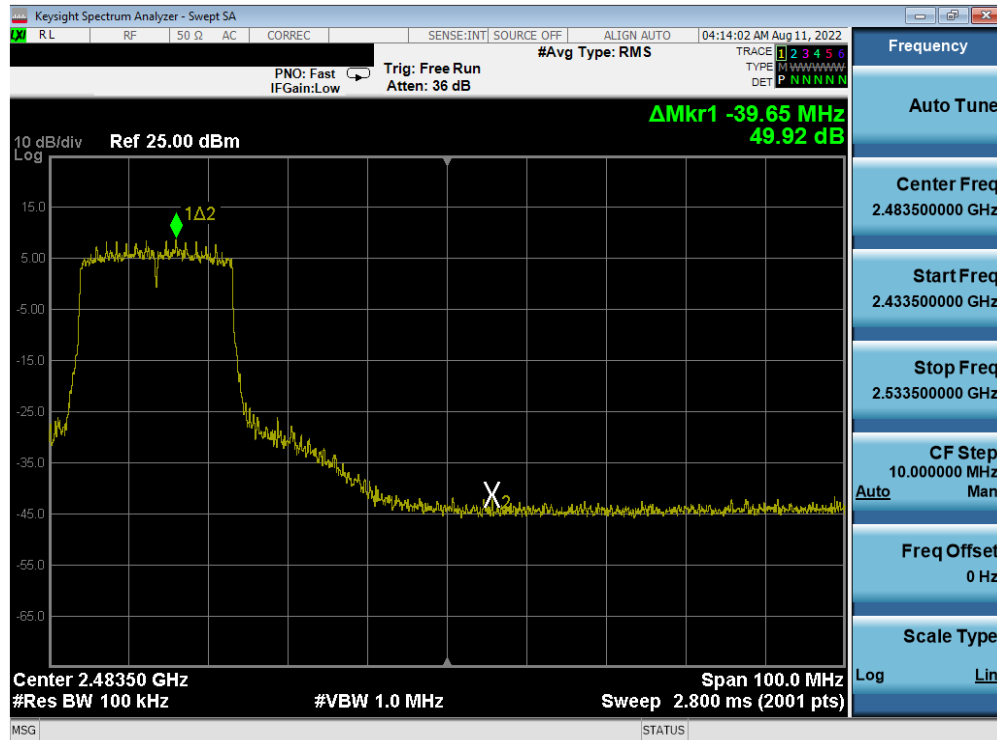 Keysight Spectrum Analyzer - Swept SA
LXI RL RF 50 Ω AC CORREC SENSE:INT SOURCE OFF ALIGN AUTO 04:14:02 AM Aug 11, 2022
#Avg Type: RMS TRACE 1 2 3 4 5 6
PNO: Fast Trig: Free Run TYPE M W W W W W
IFGain:Low Atten: 36 dB DET P N N N N N
ΔMkr1 -39.65 MHz
49.92 dB
10 dB/div Ref 25.00 dBm
Log
15.0
1Δ2
5.00
-5.00
-15.0
-25.0
-35.0
X2
-45.0
-55.0
-65.0
Center 2.48350 GHz Span 100.0 MHz
#Res BW 100 kHz #VBW 1.0 MHz Sweep 2.800 ms (2001 pts)
MSG STATUS
Frequency
Auto Tune
Center Freq
2.483500000 GHz
Start Freq
2.433500000 GHz
Stop Freq
2.533500000 GHz
CF Step
10.000000 MHz
Auto Man
Freq Offset
0 Hz
Scale Type
Log Lin